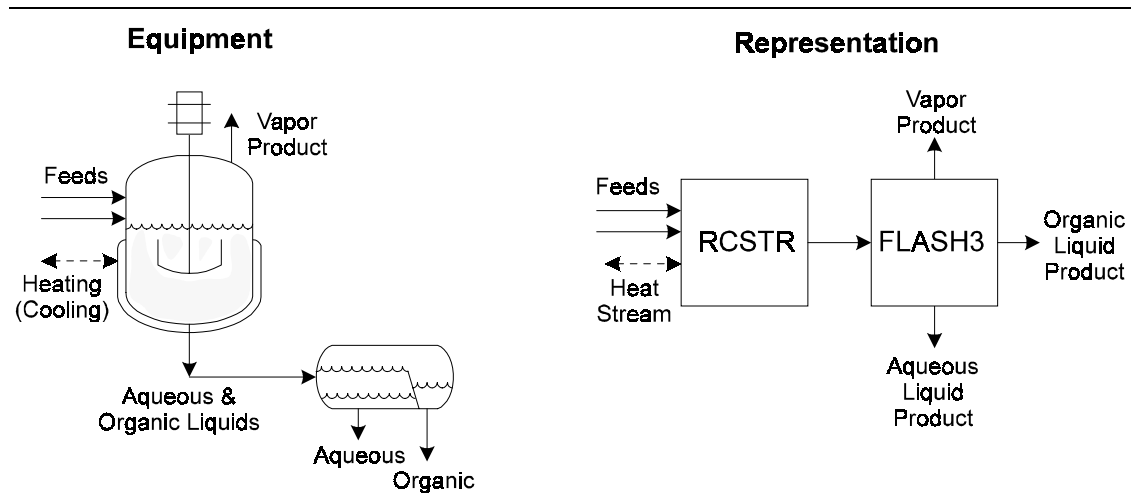 Equipment
Vapor
Product
Feeds
Heating
(Cooling)
Aqueous &
Organic Liquids
Aqueous
Organic
Representation
Vapor
Product
Feeds
RCSTR
FLASH3
Organic
Liquid
Product
Heat
Stream
Aqueous
Liquid
Product